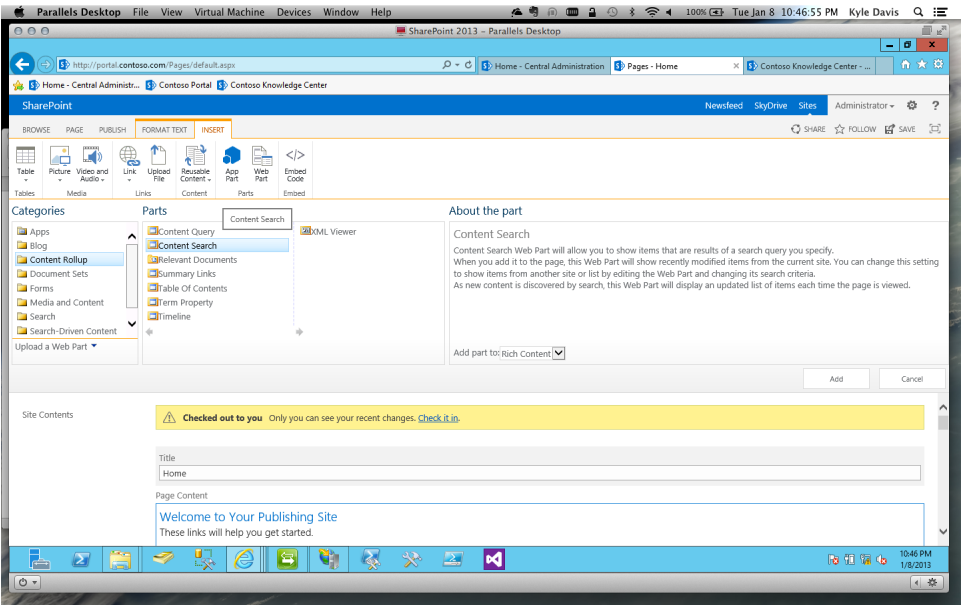 Parallels Desktop File View Virtual Machine Devices Window Help 100% Tue Jan 8 10:46:55 PM Kyle Davis
SharePoint 2013 - Parallels Desktop
http://portal.contoso.com/Pages/default.aspx Home - Central Administration Pages - Home Contoso Knowledge Center - ...
Home - Central Administr... Contoso Portal Contoso Knowledge Center
SharePoint Newsfeed SkyDrive Sites Administrator ?
BROWSE PAGE PUBLISH FORMAT TEXT INSERT SHARE FOLLOW SAVE
Table Picture Video and Audio Link Upload File Reusable Content App Part Web Part </> Embed Code
Tables Media Links Content Parts Embed
Categories Parts Content Search About the part
Apps Content Query XML Viewer Content Search
Blog Content Search Content Search Web Part will allow you to show items that are results of a search query you specify.
Content Rollup Relevant Documents When you add it to the page, this Web Part will show recently modified items from the current site. You can change this setting
Document Sets Summary Links to show items from another site or list by editing the Web Part and changing its search criteria.
Forms Table Of Contents As new content is discovered by search, this Web Part will display an updated list of items each time the page is viewed.
Media and Content Term Property
Search Timeline
Search-Driven Content
Upload a Web Part Add part to: Rich Content
Add Cancel
Site Contents Checked out to you Only you can see your recent changes. Check it in.
Title
Home
Page Content
Welcome to Your Publishing Site
These links will help you get started.
10:46 PM
1/8/2013